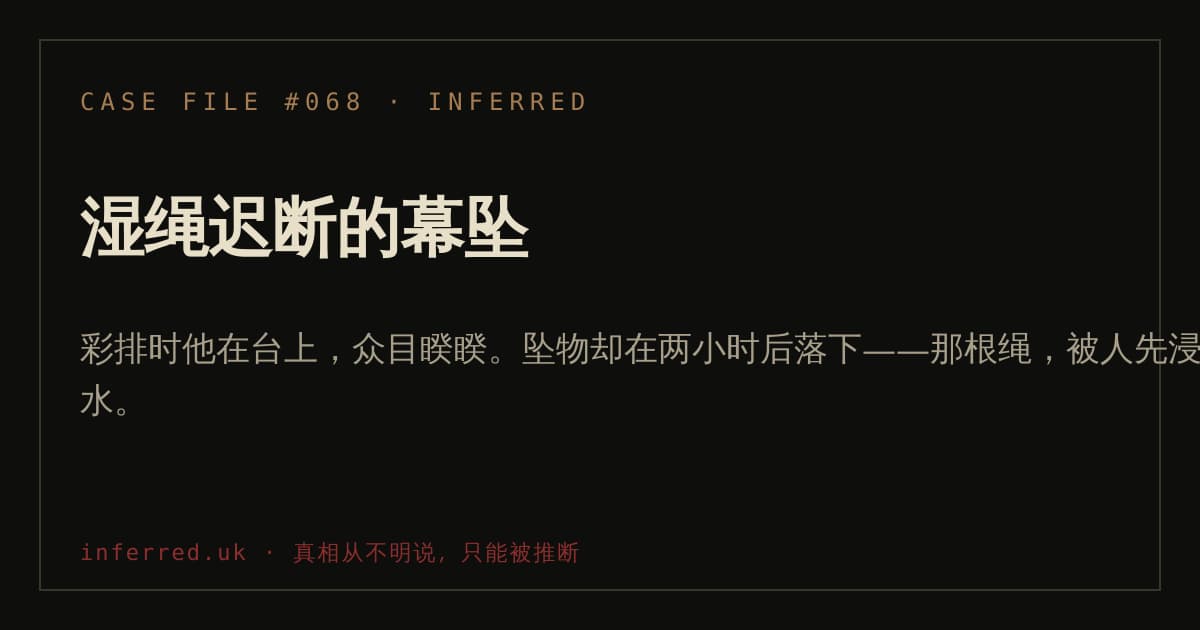 CASE FILE #068 · INFERRED
湿绳迟断的幕坠
彩排时他在台上，众目睽睽。坠物却在两小时后落下——那根绳，被人先浸
水。
inferred.uk · 真相从不明说，只能被推断